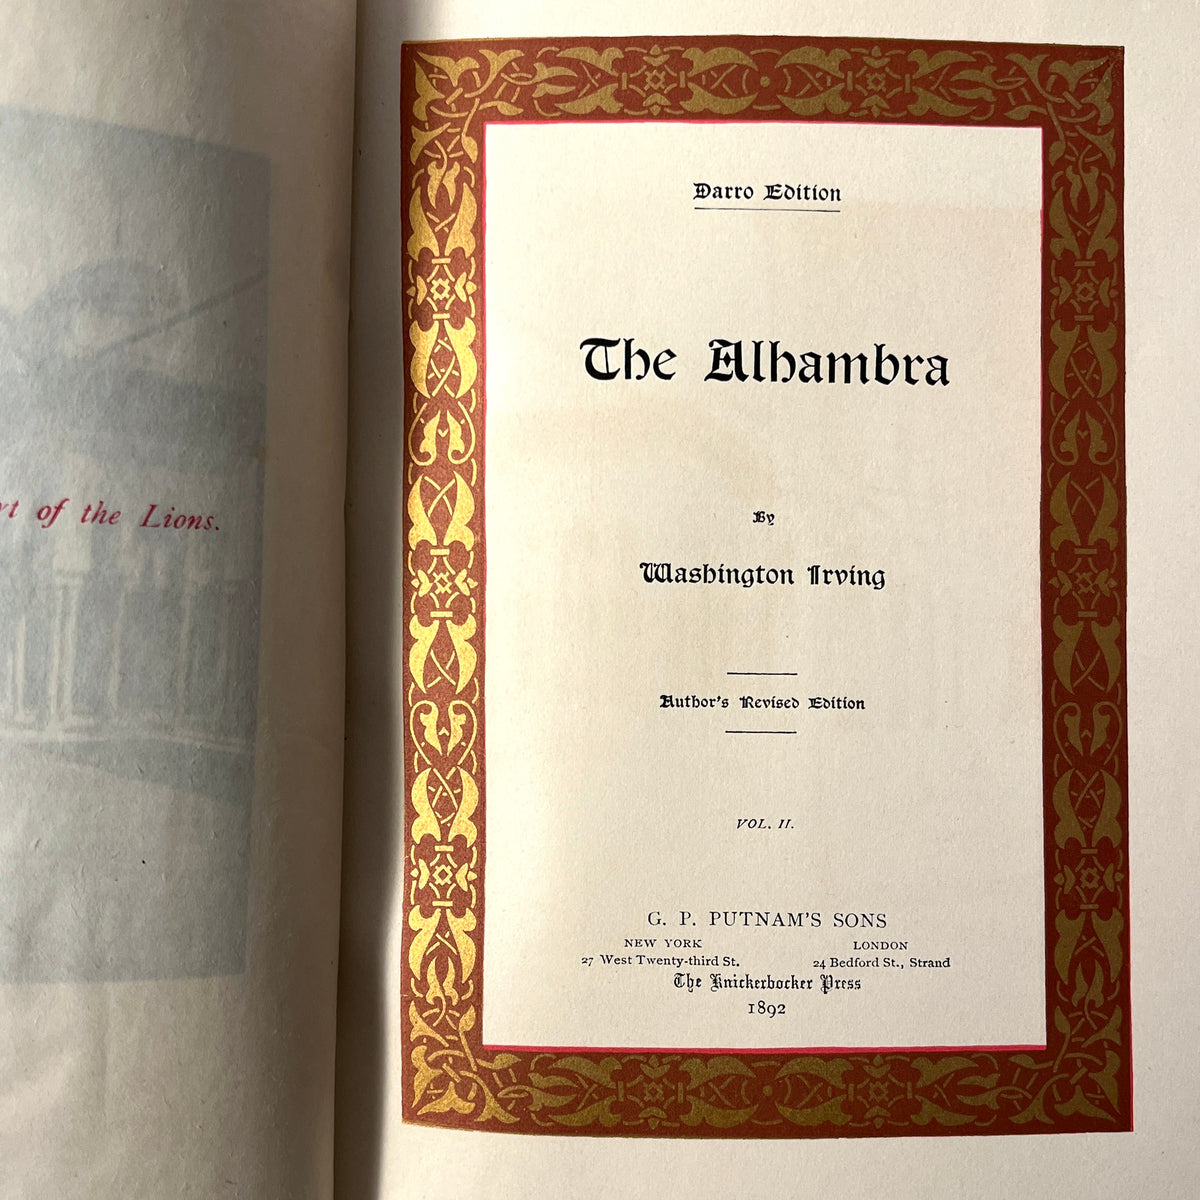 rt of the Lions.
Darro Edition
The Alhambra
By
Washington Irving
Author's Revised Edition
VOL. II.
G. P. PUTNAM'S SONS
NEW YORK
LONDON
27 West Twenty-third St.
24 Bedford St., Strand
The Knickerbocker Press
1892